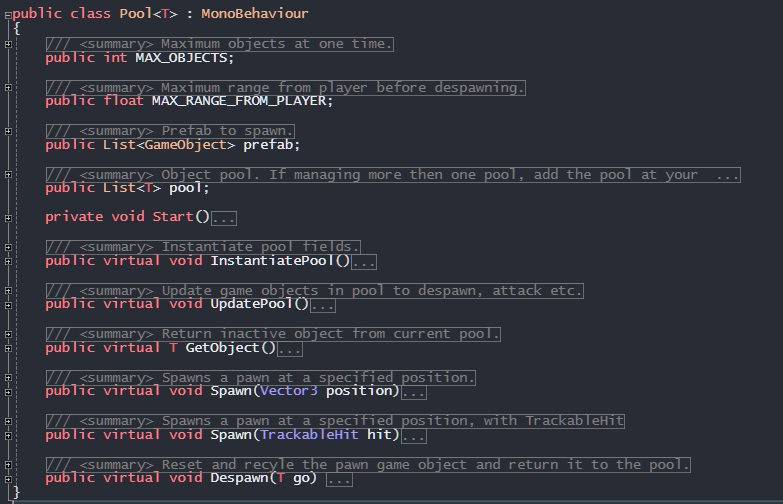 public class Pool<T> : MonoBehaviour
{
/// <summary> Maximum objects at one time.
public int MAX_OBJECTS;
/// <summary> Maximum range from player before despawning.
public float MAX_RANGE_FROM_PLAYER;
/// <summary> Prefab to spawn.
public List<GameObject> prefab;
/// <summary> Object pool. If managing more then one pool, add the pool at your ...
public List<T> pool;
private void Start()...
/// <summary> Instantiate pool fields.
public virtual void InstantiatePool()...
/// <summary> Update game objects in pool to despawn, attack etc.
public virtual void UpdatePool()...
/// <summary> Return inactive object from current pool.
public virtual T GetObject()...
/// <summary> Spawns a pawn at a specified position.
public virtual void Spawn(Vector3 position)...
/// <summary> Spawns a pawn at a specified position, with TrackableHit
public virtual void Spawn(TrackableHit hit)...
/// <summary> Reset and recyle the pawn game object and return it to the pool.
public virtual void Despawn(T go) ...
}